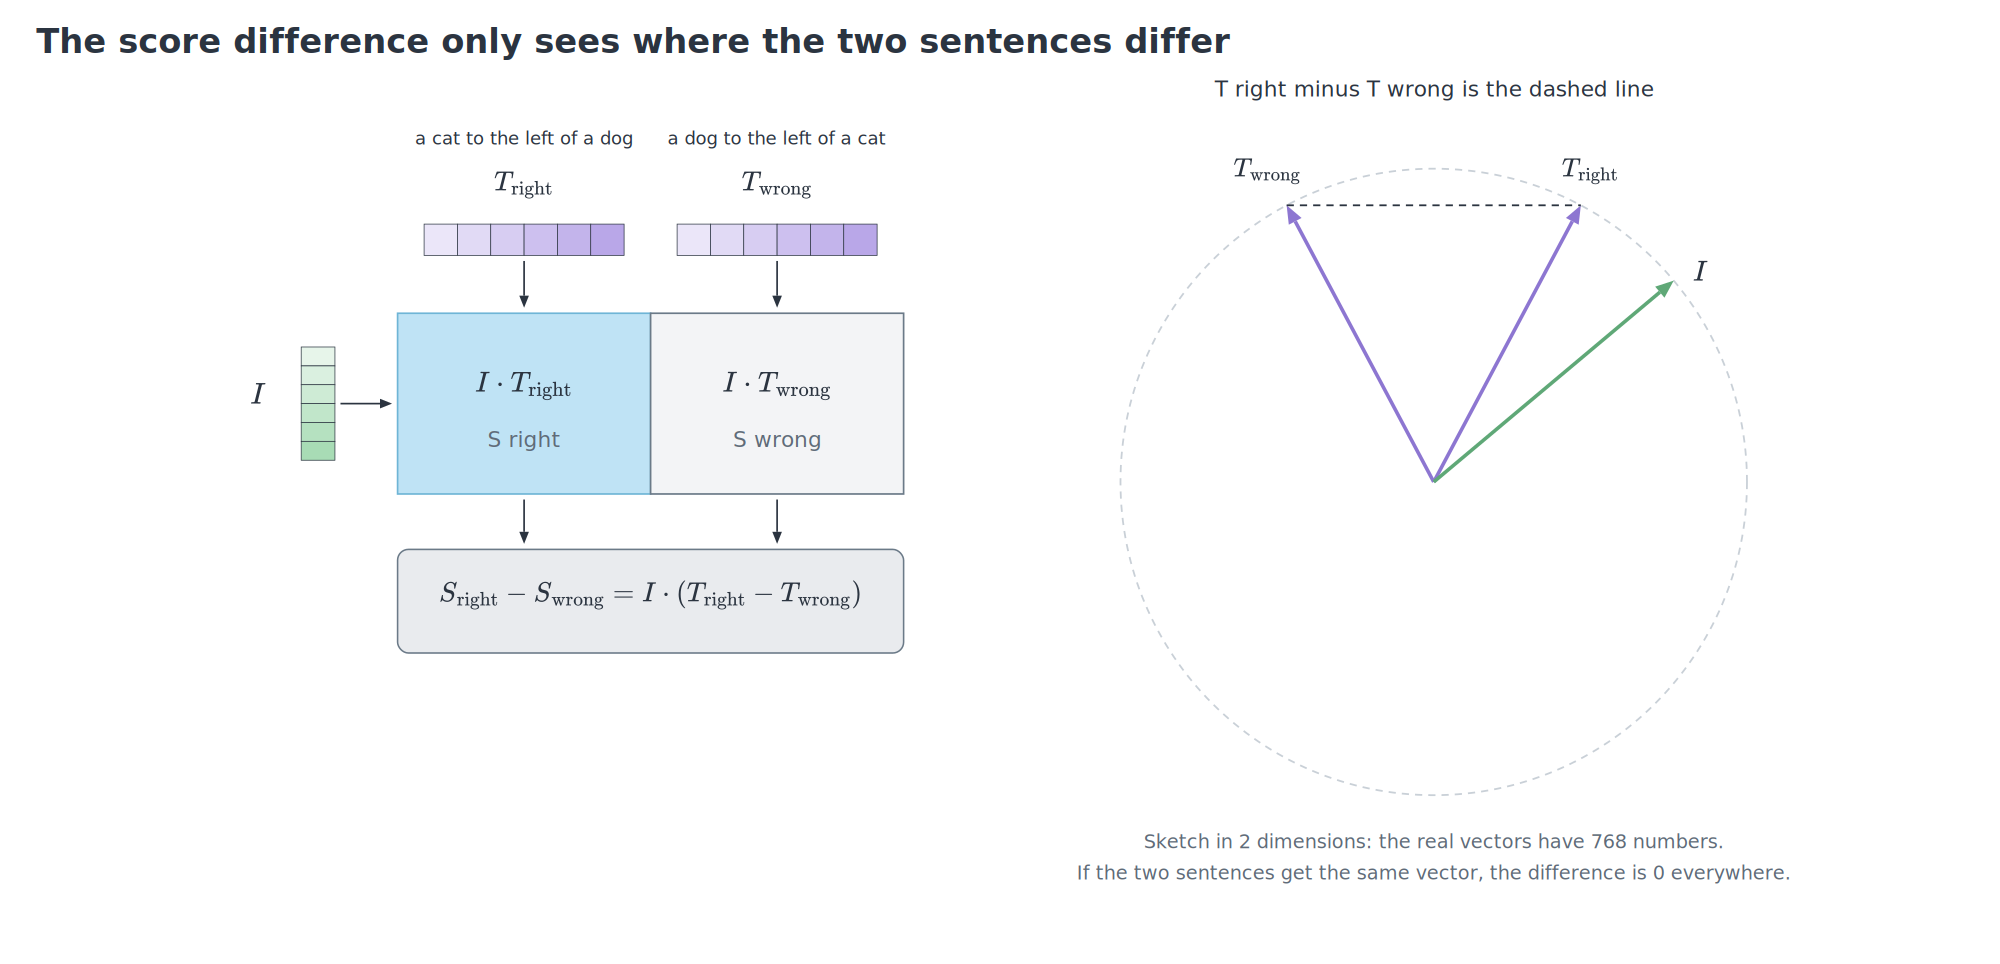 The score difference only sees where the two sentences differ
a cat to the left of a dog
a dog to the left of a cat
T_right
T_wrong
I
I · T_right
I · T_wrong
S right
S wrong
S_right − S_wrong = I · (T_right − T_wrong)
T right minus T wrong is the dashed line
T_wrong
T_right
I
Sketch in 2 dimensions: the real vectors have 768 numbers.
If the two sentences get the same vector, the difference is 0 everywhere.